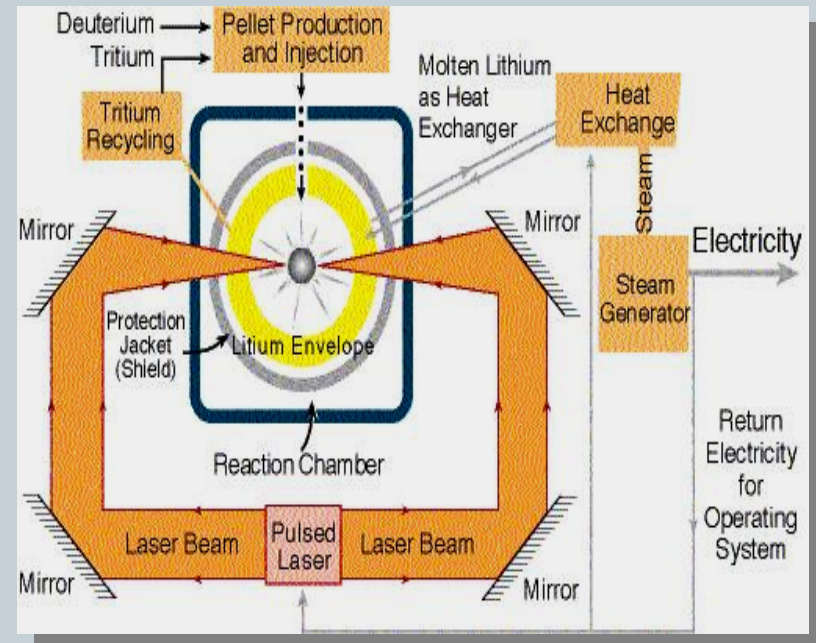 Deuterium
Tritium
Pellet Production
and Injection
Tritium
Recycling
Molten Lithium
as Heat
Exchanger
Heat
Exchange
Steam
Mirror
Mirror
Electricity
Steam
Generator
Protection
Jacket
(Shield)
Litium Envelope
Reaction Chamber
Return
Electricity
for
Operating
System
Laser Beam
Pulsed
Laser
Laser Beam
Mirror
Mirror